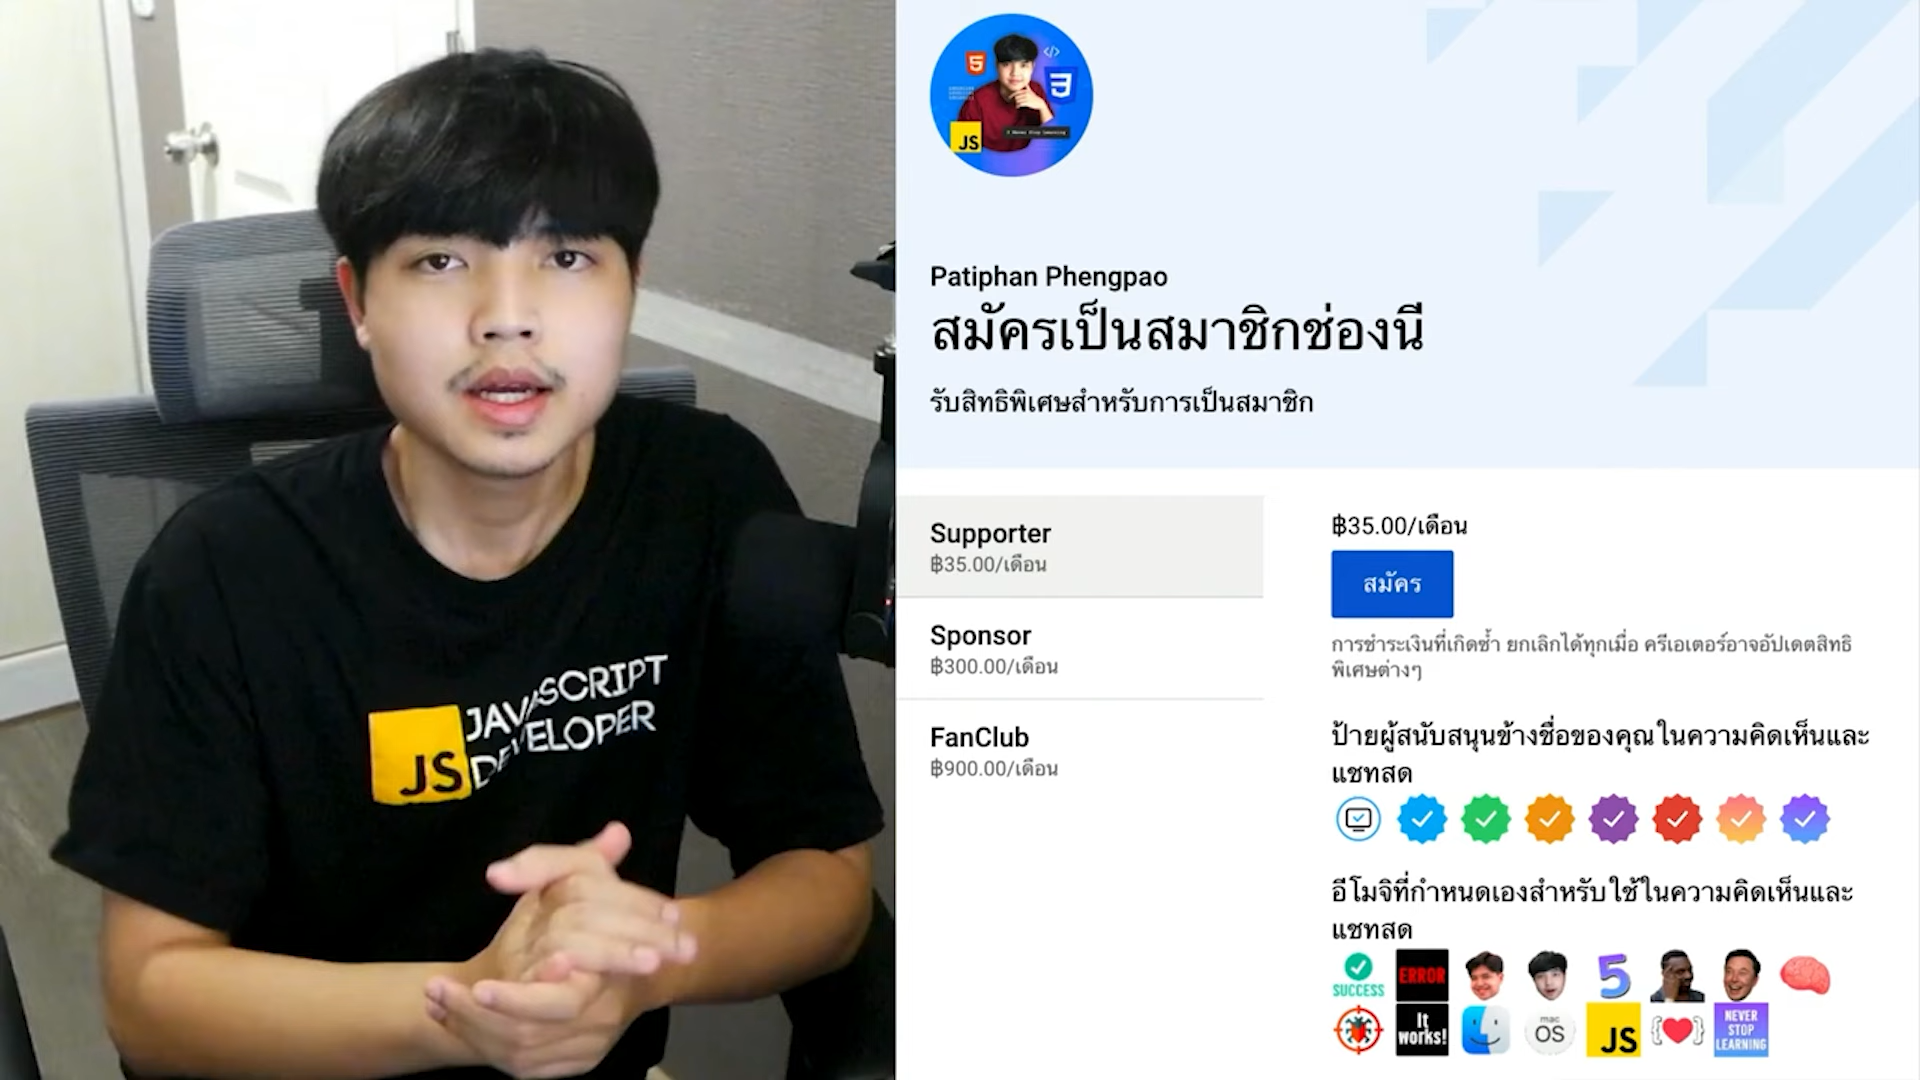 JAVASCRIPT
DEVELOPER
JS
JS
Patiphan Phengpao
สมัครเป็นสมาชิกช่องนี้
รับสิทธิพิเศษสำหรับการเป็นสมาชิก
Supporter
฿35.00/เดือน
Sponsor
฿300.00/เดือน
FanClub
฿900.00/เดือน
฿35.00/เดือน
สมัคร
การชำระเงินที่เกิดซ้ำ ยกเลิกได้ทุกเมื่อ ครีเอเตอร์อาจอัปเดตสิทธิ
พิเศษต่างๆ
ป้ายผู้สนับสนุนข้างชื่อของคุณในความคิดเห็นและ
แชทสด
อีโมจิที่กำหนดเองสำหรับใช้ในความคิดเห็นและ
แชทสด
SUCCESS
ERROR
5
It
works!
mac
OS
JS
NEVER
STOP
LEARNING